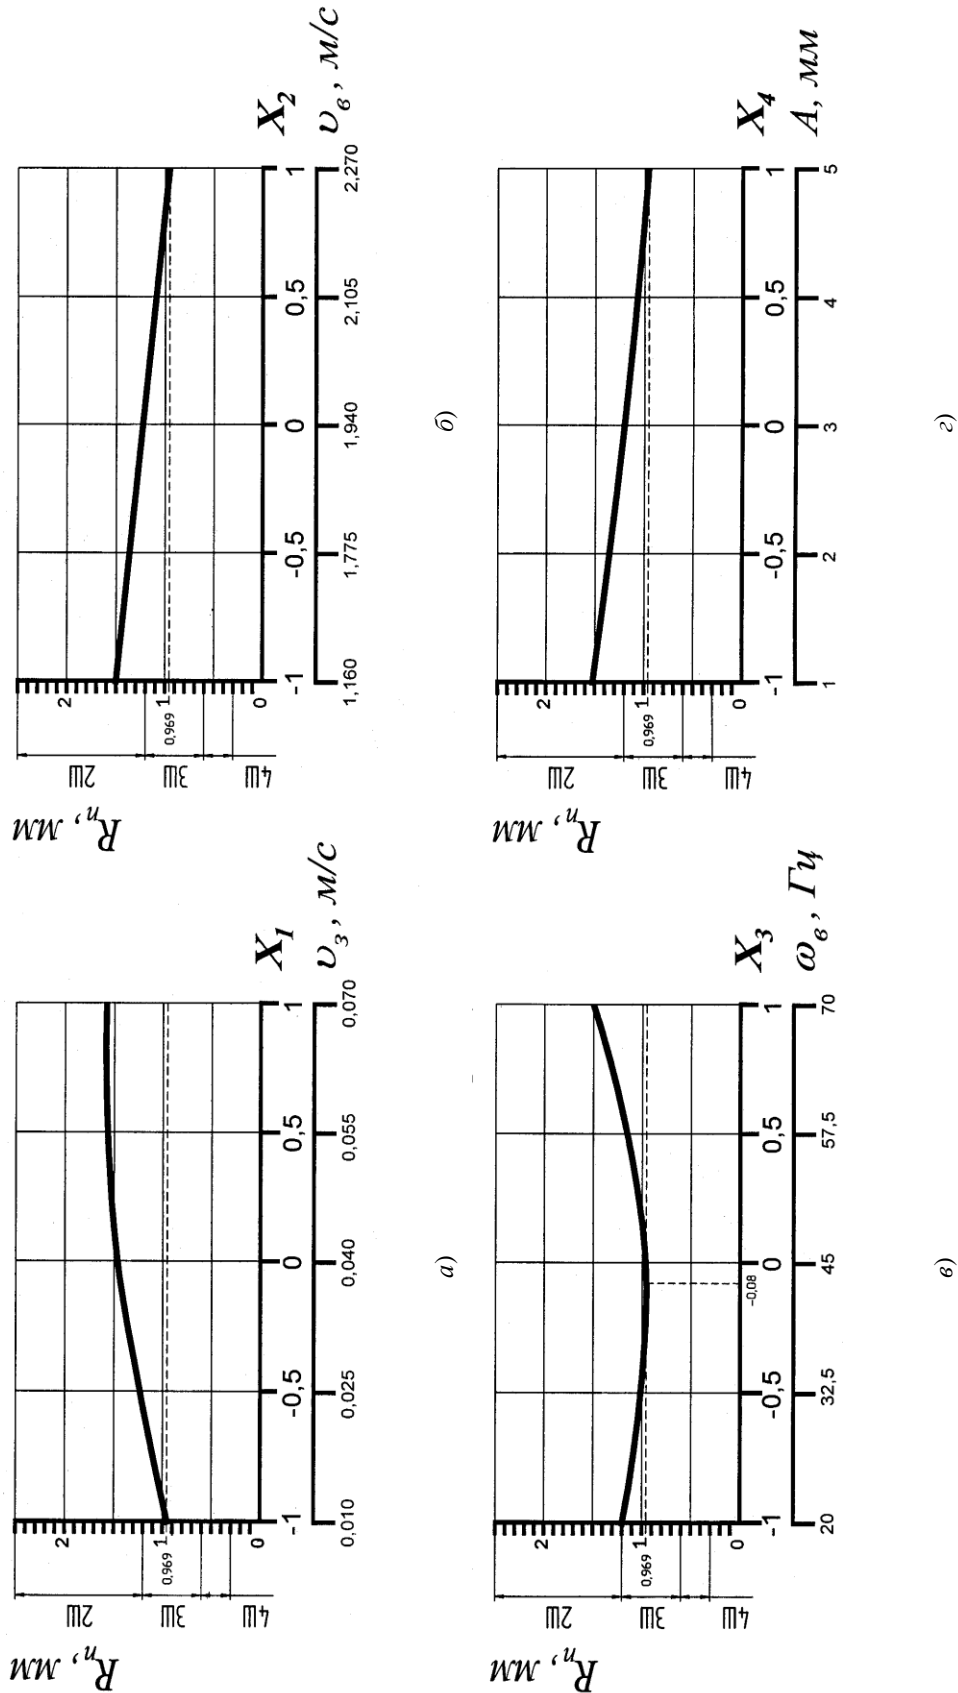 R_n, мм
2Ш
3Ш
4Ш
2
1
0,969
0
-1
-0,5
0
0,5
1
X_1
0,010
0,025
0,040
0,055
0,070
υ_з, м/с
а)
R_n, мм
2Ш
3Ш
4Ш
2
1
0,969
0
-1
-0,5
0
0,5
1
X_2
1,160
1,775
1,940
2,105
2,270
υ_в, м/с
б)
R_n, мм
2Ш
3Ш
4Ш
2
1
0,969
0
-0,08
-1
-0,5
0
0,5
1
X_3
20
32,5
45
57,5
70
ω_в, Гц
в)
R_n, мм
2Ш
3Ш
4Ш
2
1
0,969
0
-1
-0,5
0
0,5
1
X_4
1
2
3
4
5
A, мм
г)